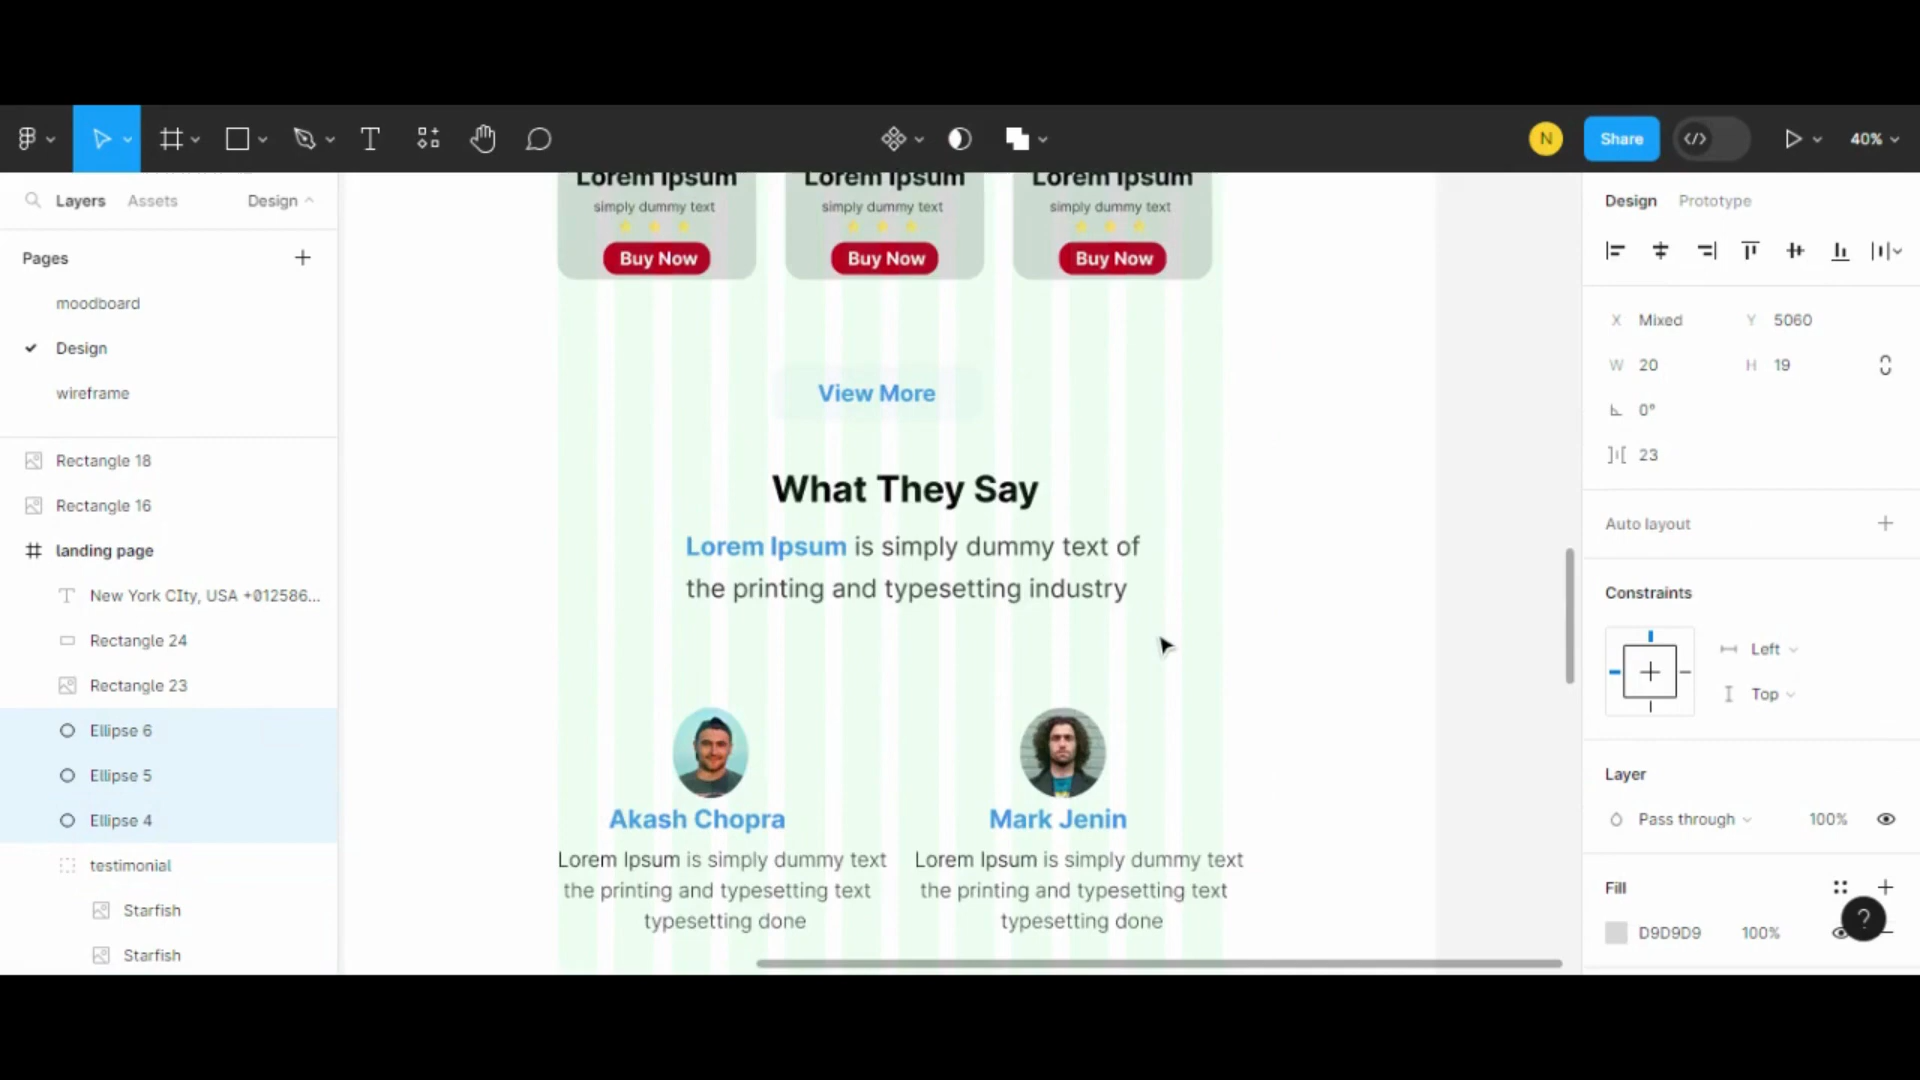 N
Share
40%
Layers
Assets
Design
Pages
moodboard
Design
wireframe
Rectangle 18
Rectangle 16
landing page
New York CIty, USA +012586...
Rectangle 24
Rectangle 23
Ellipse 6
Ellipse 5
Ellipse 4
testimonial
Starfish
Starfish
Lorem Ipsum
Lorem Ipsum
Lorem Ipsum
simply dummy text
simply dummy text
simply dummy text
Buy Now
Buy Now
Buy Now
View More
What They Say
Lorem Ipsum is simply dummy text of
the printing and typesetting industry
Akash Chopra
Lorem Ipsum is simply dummy text
the printing and typesetting text
typesetting done
Mark Jenin
Lorem Ipsum is simply dummy text
the printing and typesetting text
typesetting done
Design
Prototype
X Mixed
Y 5060
W 20
H 19
0°
23
Auto layout
Constraints
Left
Top
Layer
Pass through
100%
Fill
D9D9D9
100%
?